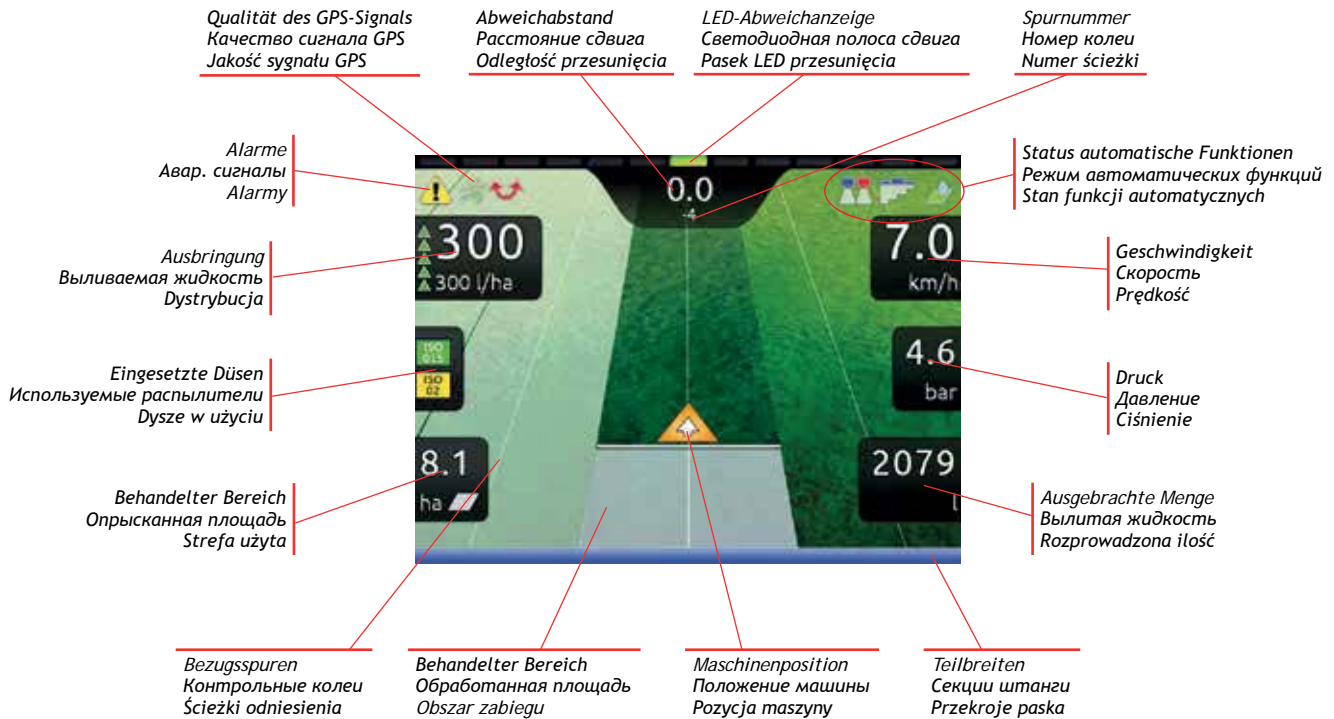 Qualität des GPS-Signals
Качество сигнала GPS
Jakość sygnału GPS
Abweichabstand
Расстояние сдвига
Odległość przesunięcia
LED-Abweichanzeige
Светодиодная полоса сдвига
Pasek LED przesunięcia
Spurnummer
Номер колеи
Numer ścieżki
Alarme
Авар. сигналы
Alarmy
Status automatische Funktionen
Режим автоматических функций
Stan funkcji automatycznych
Ausbringung
Выливаемая жидкость
Dystrybucja
Geschwindigkeit
Скорость
Prędkość
Eingesetzte Düsen
Используемые распылители
Dysze w użyciu
Druck
Давление
Ciśnienie
Behandelter Bereich
Опрысканная площадь
Strefa użyta
Ausgebrachte Menge
Вылитая жидкость
Rozprowadzona ilość
0.0
-4
300
300 l/ha
7.0
km/h
ISO
015
ISO
02
4.6
bar
8.1
ha
2079
l
Bezugsspuren
Контрольные колеи
Ścieżki odniesienia
Behandelter Bereich
Обработанная площадь
Obszar zabiegu
Maschinenposition
Положение машины
Pozycja maszyny
Teilbreiten
Секции штанги
Przekroje paska